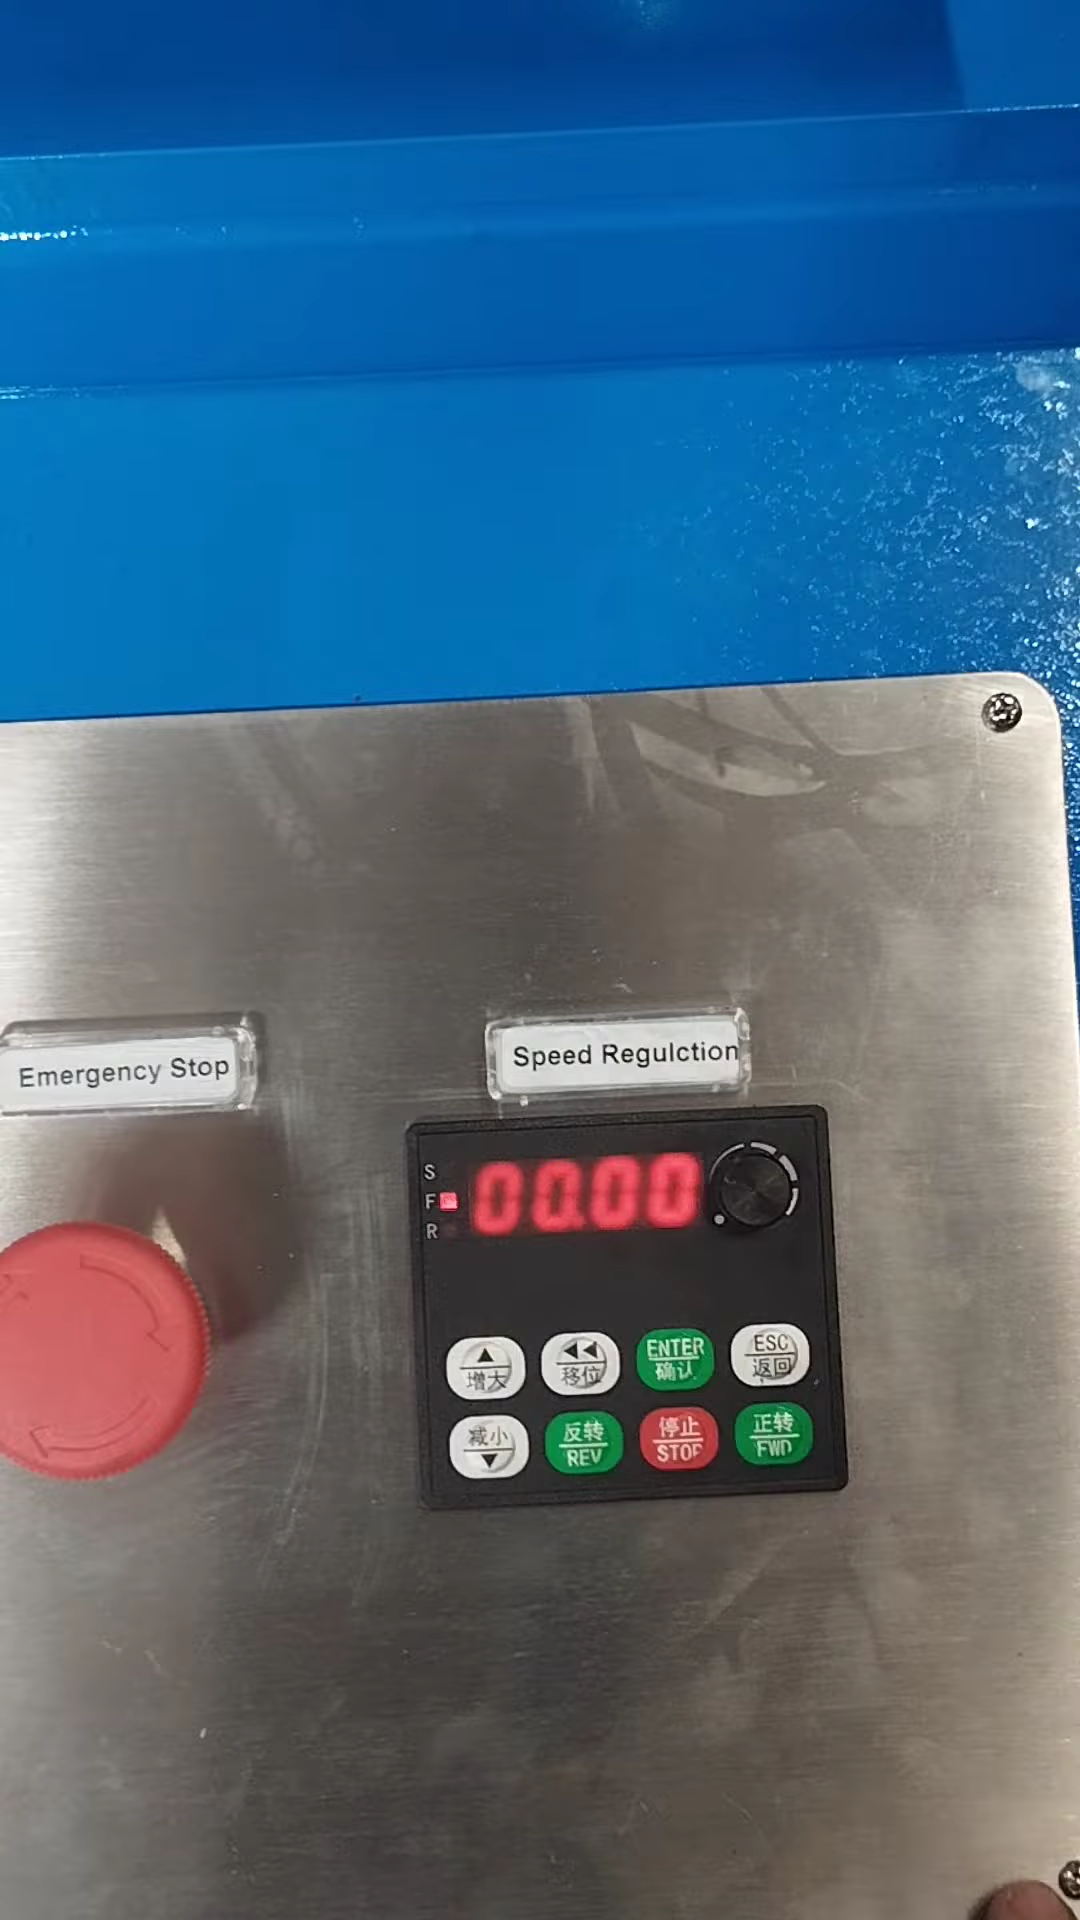 Emergency Stop
Speed Regulction
S
F
R
00.00
▲
增大
◀◀
移位
ENTER
确认
ESC
返回
减小
▼
反转
REV
停止
STOP
正转
FWD